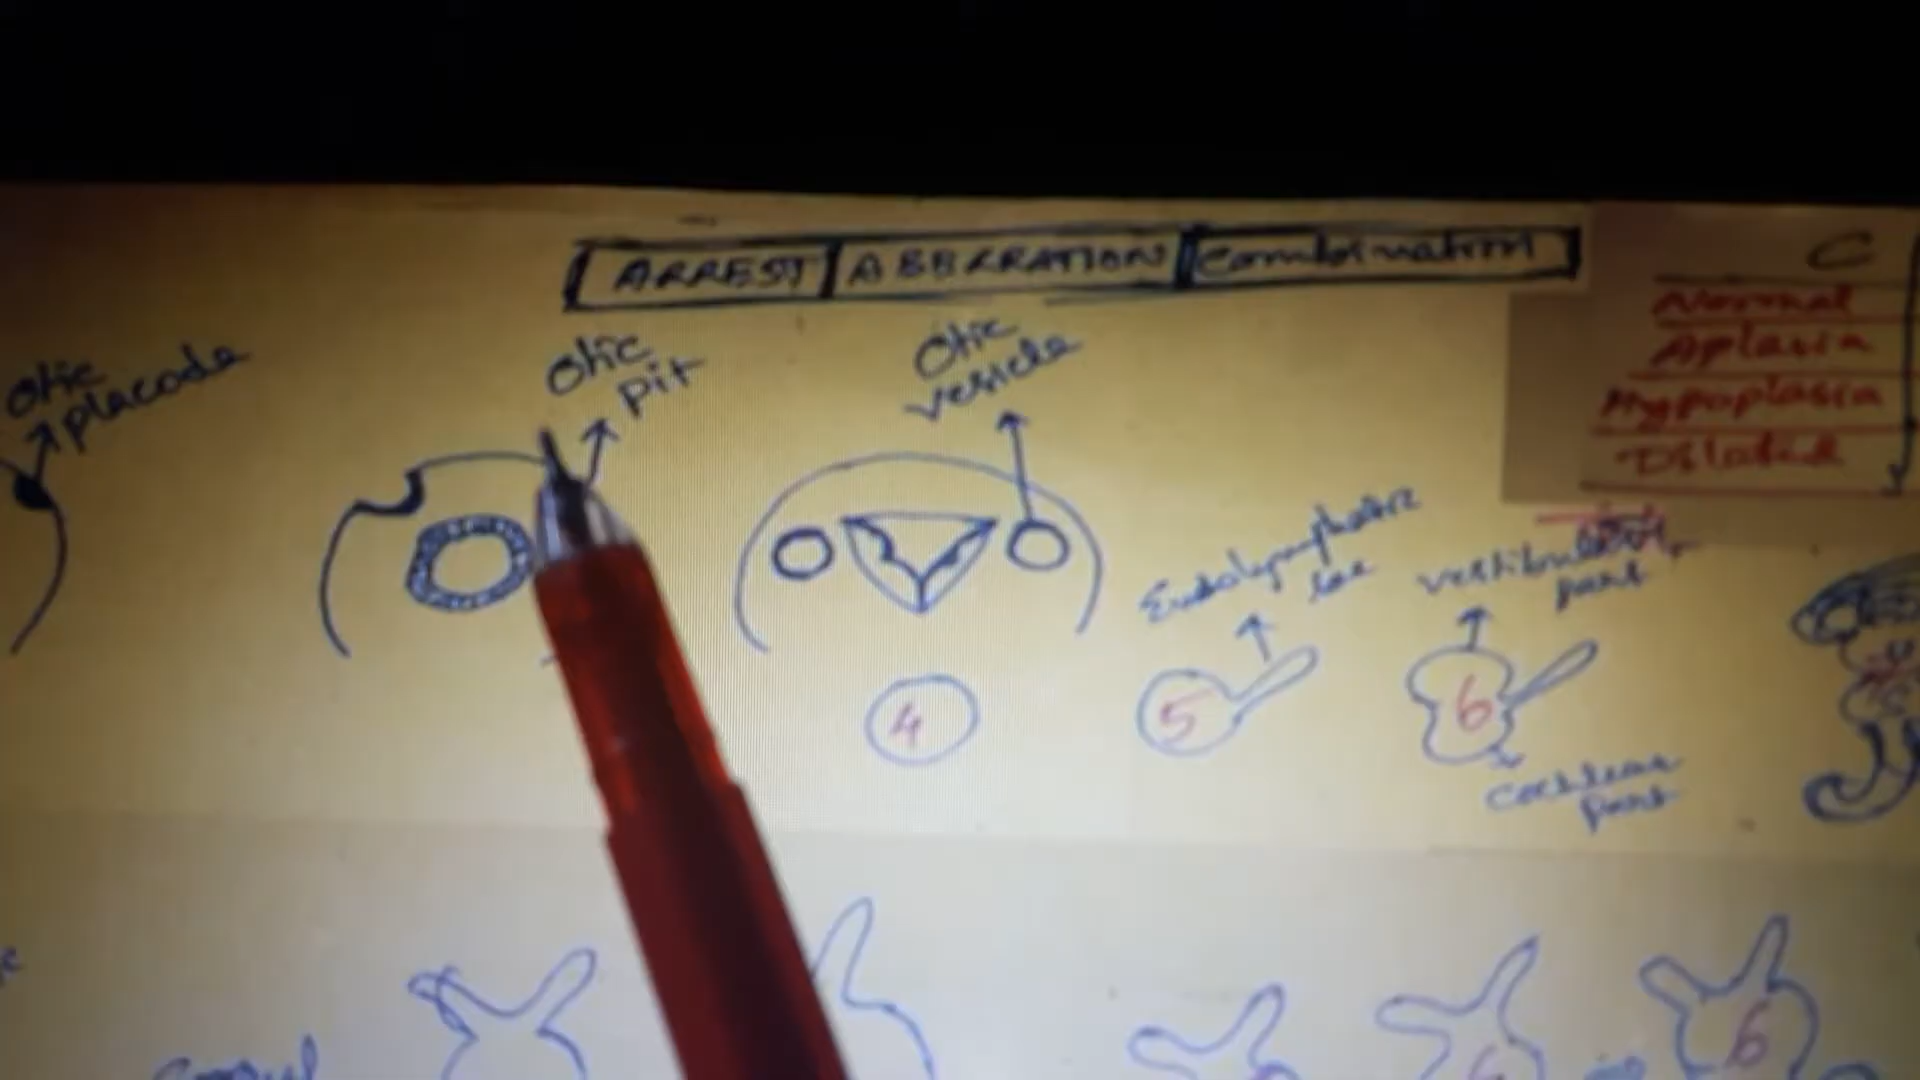 ARREST ABBERATION Combination
C
Normal
Aplasia
Hypoplasia
Dilated
Otic
placode
Otic
pit
Otic
vesicle
Endolymphatic
sac
vestibular
part
4
5
6
Cochlear
part
6